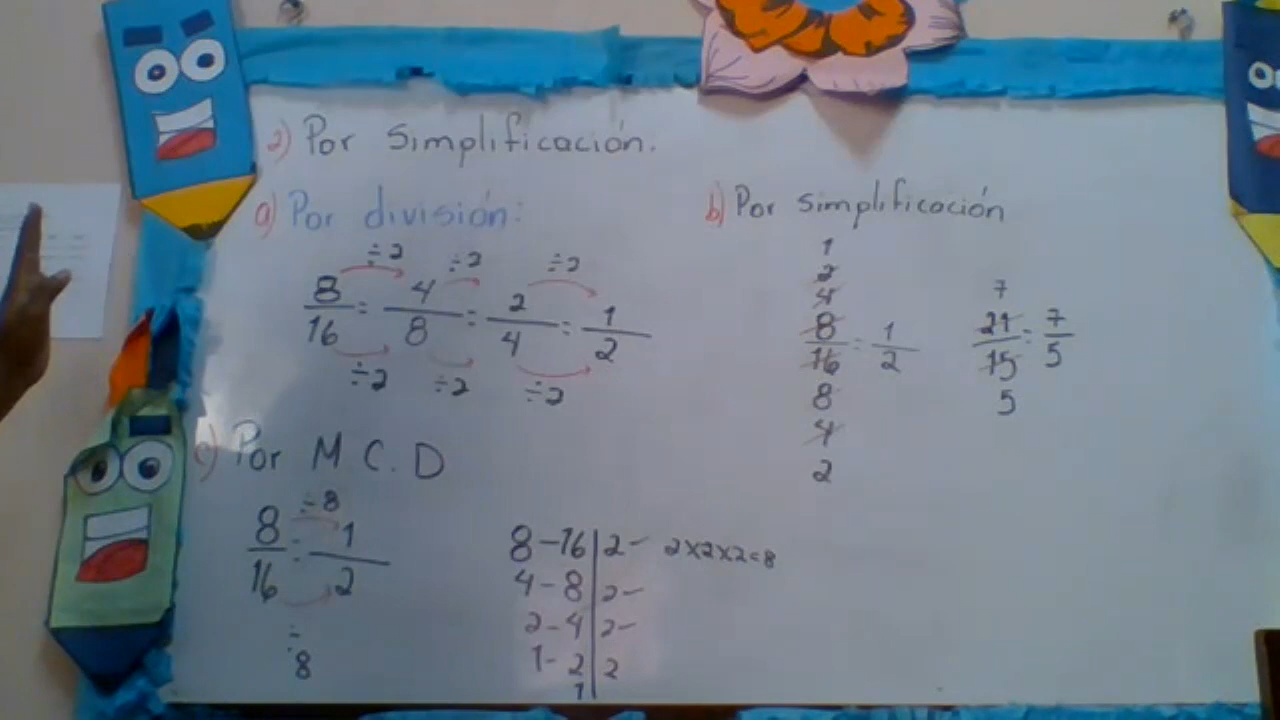 2) Por Simplificación.
a) Por división:
÷2 ÷2 ÷2
8/16 = 4/8 = 2/4 = 1/2
÷2 ÷2 ÷2
b) Por simplificación
1
2
4
8/16 = 1/2
8
4
2
7
21/15 = 7/5
5
c) Por M C. D
÷8
8/16 = 1/2
÷
8
8-16|2- 2x2x2=8
4-8|2-
2-4|2-
1-2|2
1